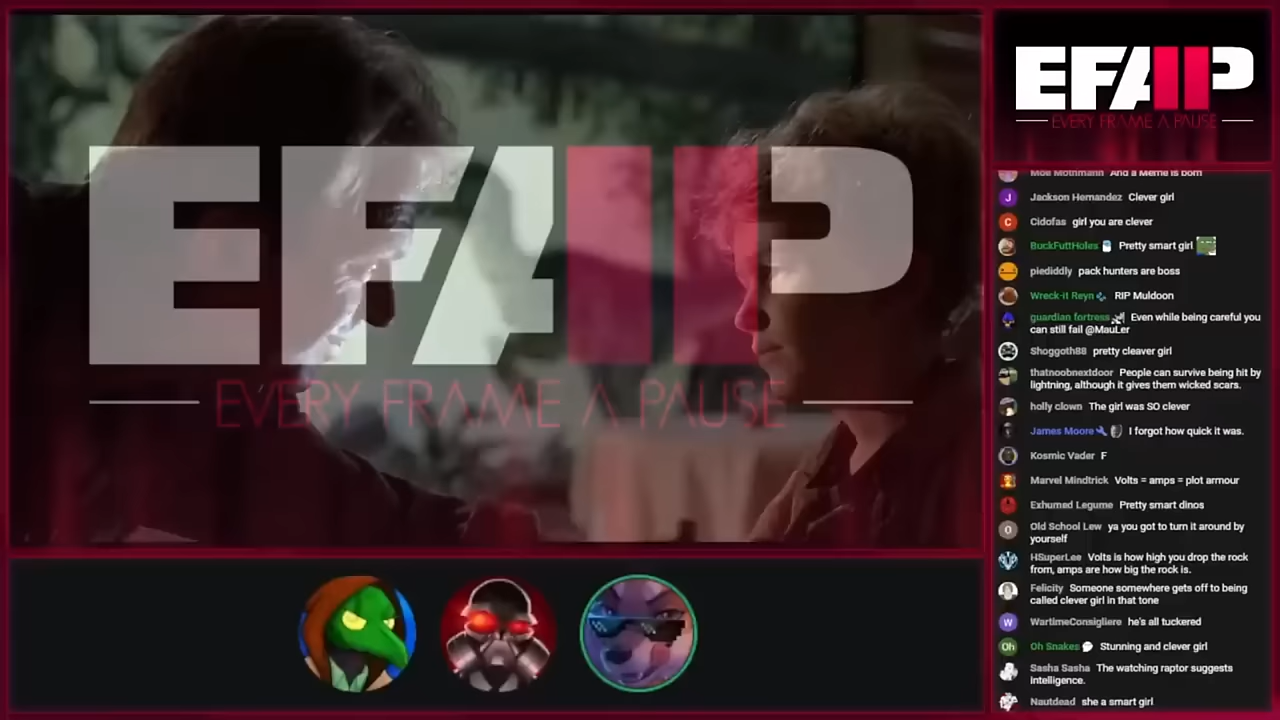 EFAP
EVERY FRAME A PAUSE
EFAP
EVERY FRAME A PAUSE
Moe Mothmann And a Meme is born
J
Jackson Hernandez Clever girl
C
Cidofas girl you are clever
BuckFuttHoles Pretty smart girl
piediddly pack hunters are boss
Wreck-it Reyn RIP Muldoon
guardian fortress Even while being careful you
can still fail @MauLer
Shoggoth88 pretty cleaver girl
thatnoobnextdoor People can survive being hit by
lightning, although it gives them wicked scars.
holly clown The girl was SO clever
James Moore I forgot how quick it was.
Kosmic Vader F
Marvel Mindtrick Volts = amps = plot armour
Exhumed Legume Pretty smart dinos
O
Old School Lew ya you got to turn it around by
yourself
HSuperLee Volts is how high you drop the rock
from, amps are how big the rock is.
Felicity Someone somewhere gets off to being
called clever girl in that tone
W
WartimeConsigliere he's all tuckered
Oh
Oh Snakes Stunning and clever girl
Sasha Sasha The watching raptor suggests
intelligence.
Nautdead she a smart girl